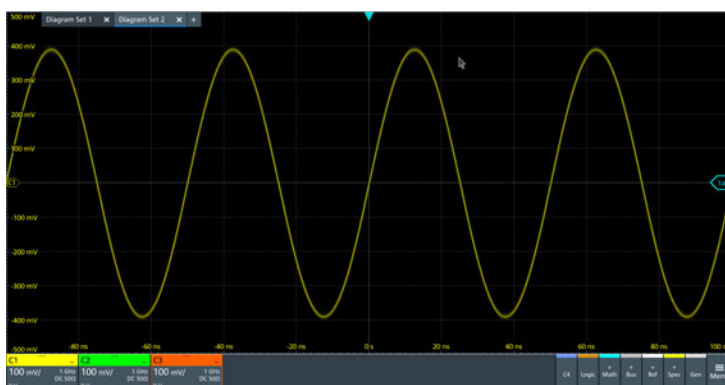 500 mV
Diagram Set 1 × Diagram Set 2 × +
400 mV
300 mV
200 mV
100 mV
C1
TA
-100 mV
-200 mV
-300 mV
-400 mV
-500 mV
-80 ns -60 ns -40 ns -20 ns 0 s 20 ns 40 ns 60 ns 80 ns 100 n
C1 C2 C3
100 mV/ 1 GHz 100 mV/ 1 GHz 100 mV/ 1 GHz
DC 50Ω DC 50Ω DC 50Ω
C4 Logic Math Bus Ref Spec Gen Menu